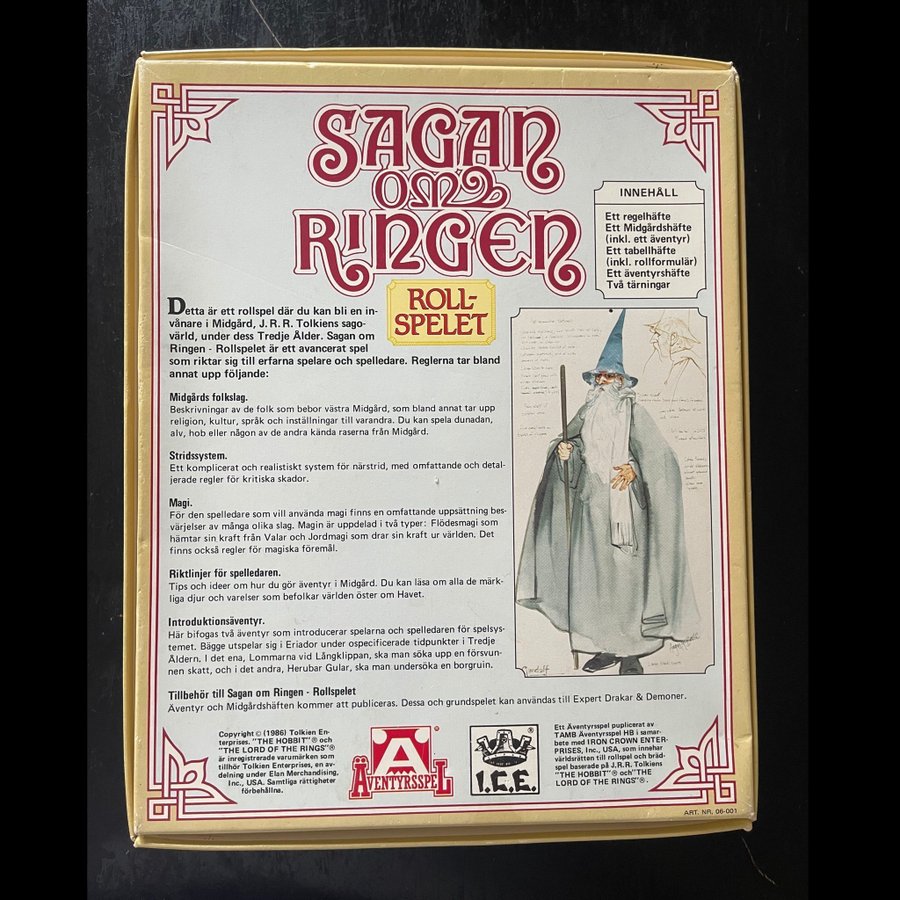 SAGAN
OM
RINGEN
ROLL-
SPELET
INNEHÅLL
Ett regelhäfte
Ett Midgårdshäfte
(inkl. ett äventyr)
Ett tabellhäfte
(inkl. rollformulär)
Ett äventyrshäfte
Två tärningar
Detta är ett rollspel där du kan bli en in-
vånare i Midgård, J. R. R. Tolkiens sago-
värld, under dess Tredje Ålder. Sagan om
Ringen - Rollspelet är ett avancerat spel
som riktar sig till erfarna spelare och spelledare. Reglerna tar bland
annat upp följande:
Midgårds folkslag.
Beskrivningar av de folk som bebor västra Midgård, som bland annat tar upp
religion, kultur, språk och inställningar till varandra. Du kan spela dunadan,
alv, hob eller någon av de andra kända raserna från Midgård.
Stridssystem.
Ett komplicerat och realistiskt system för närstrid, med omfattande och detal-
jerade regler för kritiska skador.
Magi.
För den spelledare som vill använda magi finns en omfattande uppsättning bes-
värjelser av många olika slag. Magin är uppdelad i två typer: Flödesmagi som
hämtar sin kraft från Valar och Jordmagi som drar sin kraft ur världen. Det
finns också regler för magiska föremål.
Riktlinjer för spelledaren.
Tips och ideer om hur du gör äventyr i Midgård. Du kan läsa om alla de märk-
liga djur och varelser som befolkar världen öster om Havet.
Introduktionsäventyr.
Här bifogas två äventyr som introducerar spelarna och spelledaren för spelsys-
temet. Bägge utspelar sig i Eriador under ospecificerade tidpunkter i Tredje
Åldern. I det ena, Lommarna vid Långklippan, ska man söka upp en försvun-
nen skatt, och i det andra, Herubar Gular, ska man undersöka en borgruin.
Tillbehör till Sagan om Ringen - Rollspelet
Äventyr och Midgårdshäften kommer att publiceras. Dessa och grundspelet kan användas till Expert Drakar & Demoner.
Copyright © (1986) Tolkien En-
terprises. "THE HOBBIT"® och
"THE LORD OF THE RINGS"®
är inregistrerade varumärken som
tillhör Tolkien Enterprises, en av-
delning under Elan Merchandising,
Inc., USA. Samtliga rättigheter
förbehållna.
A
ÄVENTYRSSPEL
®
I.C.E.
Ett Äventyrsspel puplicerat av
TAMB Äventyrsspel HB i samar-
bete med IRON CROWN ENTER-
PRISES, Inc., USA, som innehar
världsrätten till rollspel och bräd-
spel baserade på J.R.R. Tolkiens
"THE HOBBIT"® och"THE
LORD OF THE RINGS"®.
ART. NR. 06-001